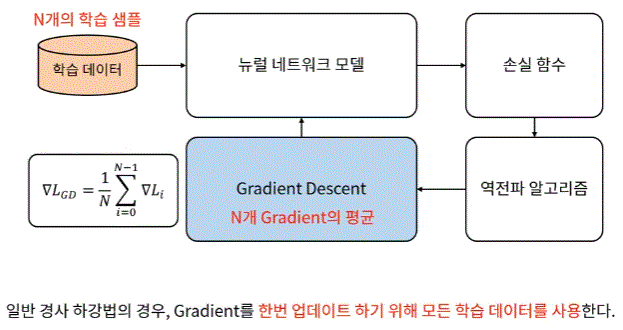 N개의 학습 샘플
학습 데이터
뉴럴 네트워크 모델
손실 함수
역전파 알고리즘
Gradient Descent
N개 Gradient의 평균
∇L_{GD} = \frac{1}{N} \sum_{i=0}^{N-1} ∇L_i
일반 경사 하강법의 경우, Gradient를 한번 업데이트 하기 위해 모든 학습 데이터를 사용한다.